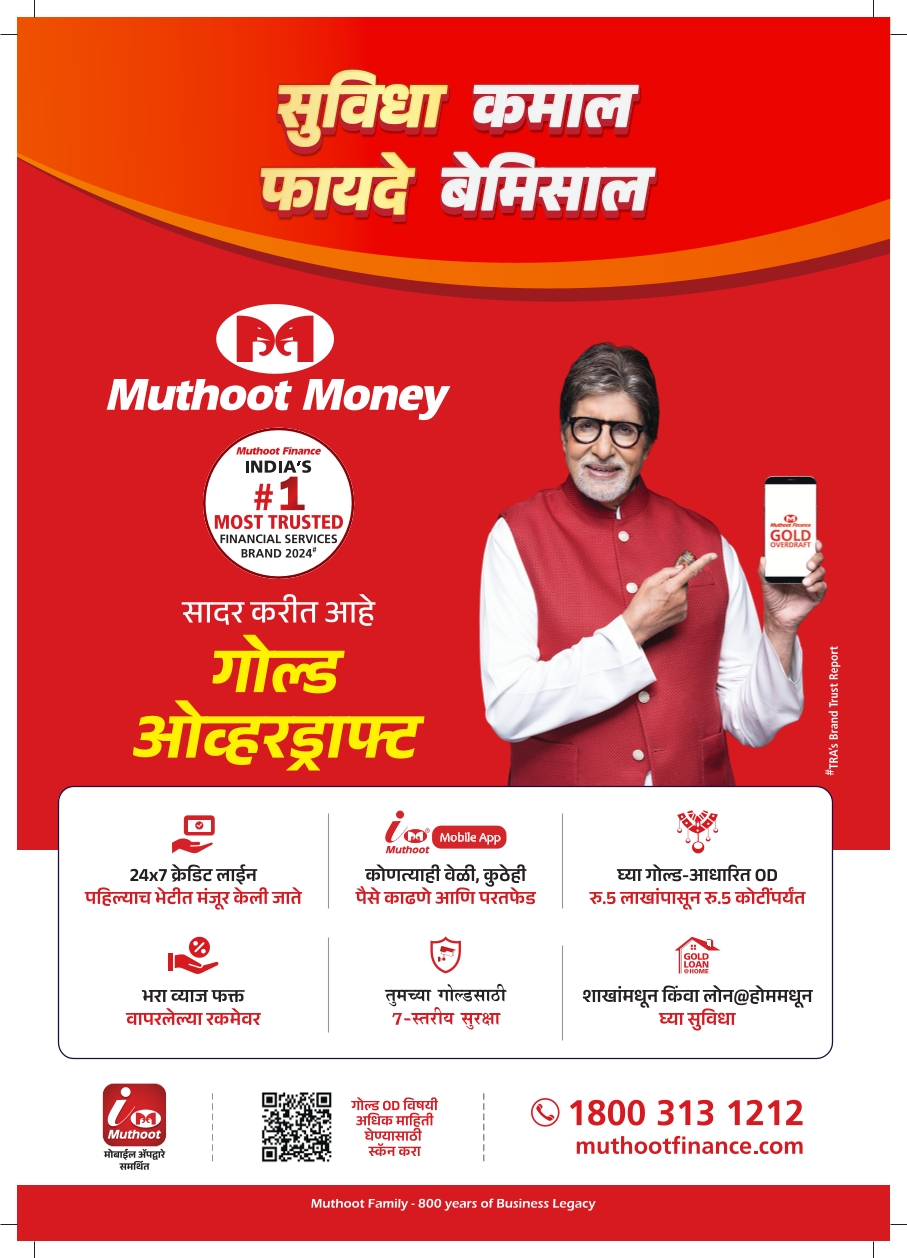 सुविधा कमाल
फायदे बेमिसाल
Muthoot Money
Muthoot Finance
INDIA'S
#1
MOST TRUSTED
FINANCIAL SERVICES
BRAND 2024#
सादर करीत आहे
गोल्ड
ओव्हरड्राफ्ट
Muthoot Finance
GOLD
OVERDRAFT
#TRA's Brand Trust Report
24x7 क्रेडिट लाईन
पहिल्याच भेटीत मंजूर केली जाते
i
Muthoot
Mobile App
कोणत्याही वेळी, कुठेही
पैसे काढणे आणि परतफेड
घ्या गोल्ड-आधारित OD
रु.5 लाखांपासून रु.5 कोटींपर्यंत
%
भरा व्याज फक्त
वापरलेल्या रकमेवर
तुमच्या गोल्डसाठी
7-स्तरीय सुरक्षा
GOLD
LOAN
@HOME
शाखांमधून किंवा लोन@होममधून
घ्या सुविधा
i
Muthoot
मोबाईल ॲपद्वारे
समर्थित
गोल्ड OD विषयी
अधिक माहिती
घेण्यासाठी
स्कॅन करा
1800 313 1212
muthootfinance.com
Muthoot Family - 800 years of Business Legacy